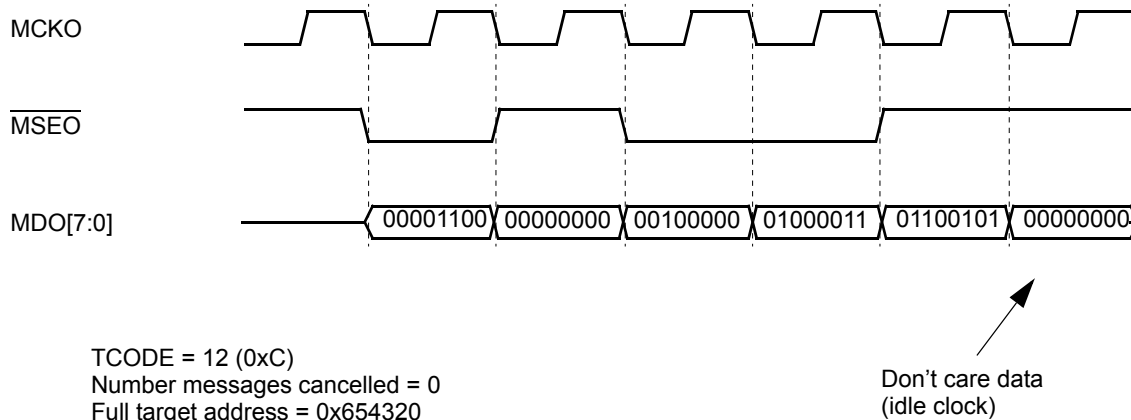 MCKO
MSEO
MDO[7:0]
00001100 00000000 00100000 01000011 01100101 00000000
TCODE = 12 (0xC)
Number messages cancelled = 0
Full target address = 0x654320
Don't care data
(idle clock)